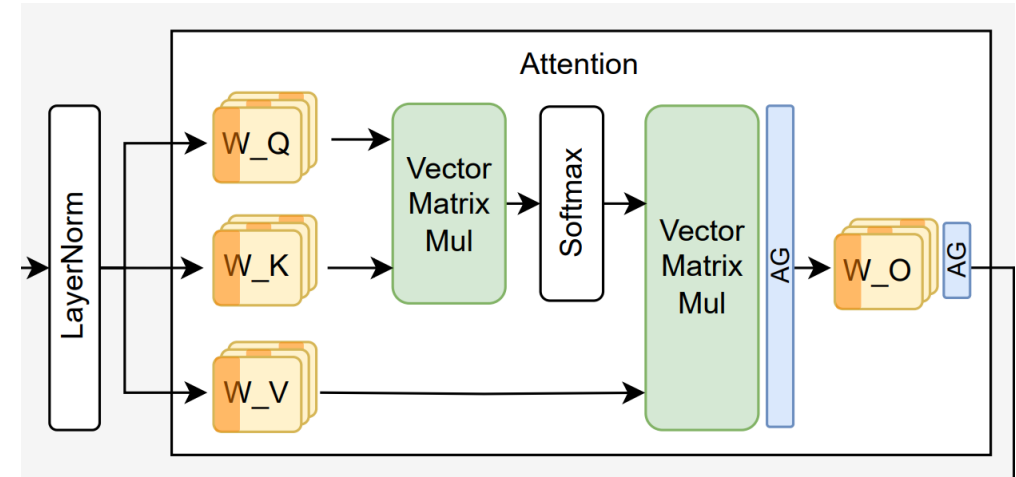 Attention
LayerNorm
W_Q
W_K
W_V
Vector
Matrix
Mul
Softmax
Vector
Matrix
Mul
AG
W_O
AG